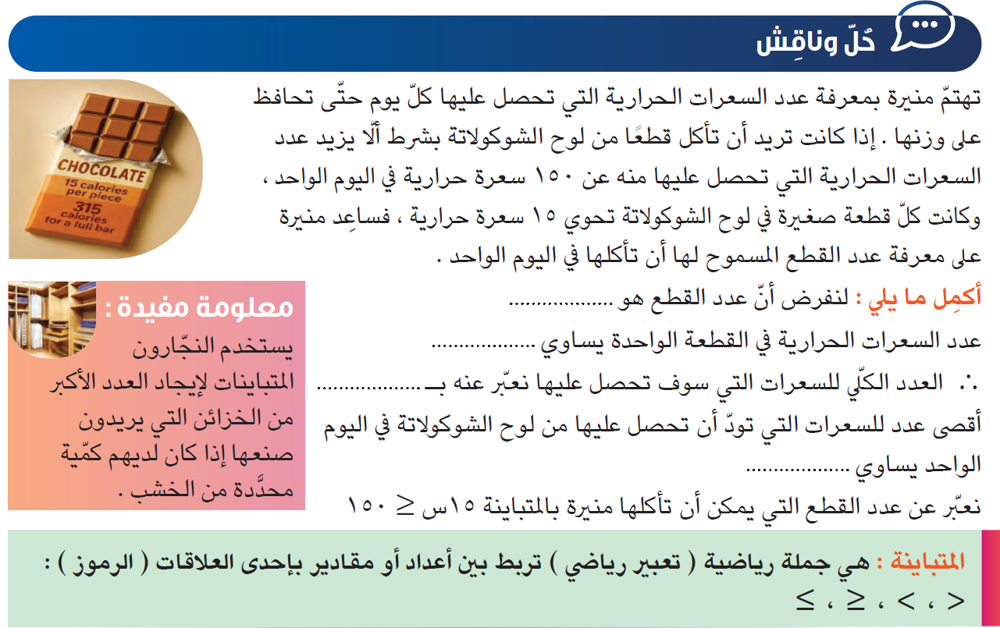 حُلّ وناقِش
تهتمّ منيرة بمعرفة عدد السعرات الحرارية التي تحصل عليها كلّ يوم حتّى تحافظ
على وزنها . إذا كانت تريد أن تأكل قطعًا من لوح الشوكولاتة بشرط ألّا يزيد عدد
السعرات الحرارية التي تحصل عليها منه عن ١٥٠ سعرة حرارية في اليوم الواحد ،
وكانت كلّ قطعة صغيرة في لوح الشوكولاتة تحوي ١٥ سعرة حرارية ، فساعِد منيرة
على معرفة عدد القطع المسموح لها أن تأكلها في اليوم الواحد .
CHOCOLATE
15 calories
per piece
315
calories
for a full bar
أكمِل ما يلي : لنفرض أنّ عدد القطع هو ..................
عدد السعرات الحرارية في القطعة الواحدة يساوي ..................
∴ العدد الكلّي للسعرات التي سوف تحصل عليها نعبّر عنه بـ ..................
أقصى عدد للسعرات التي تودّ أن تحصل عليها من لوح الشوكولاتة في اليوم
الواحد يساوي ..................
نعبّر عن عدد القطع التي يمكن أن تأكلها منيرة بالمتباينة ١٥س ≥ ١٥٠
معلومة مفيدة :
يستخدم النجّارون
المتباينات لإيجاد العدد الأكبر
من الخزائن التي يريدون
صنعها إذا كان لديهم كمّية
محدَّدة من الخشب .
المتباينة : هي جملة رياضية ( تعبير رياضي ) تربط بين أعداد أو مقادير بإحدى العلاقات ( الرموز ) :
> ، < ، ≤ ، ≥